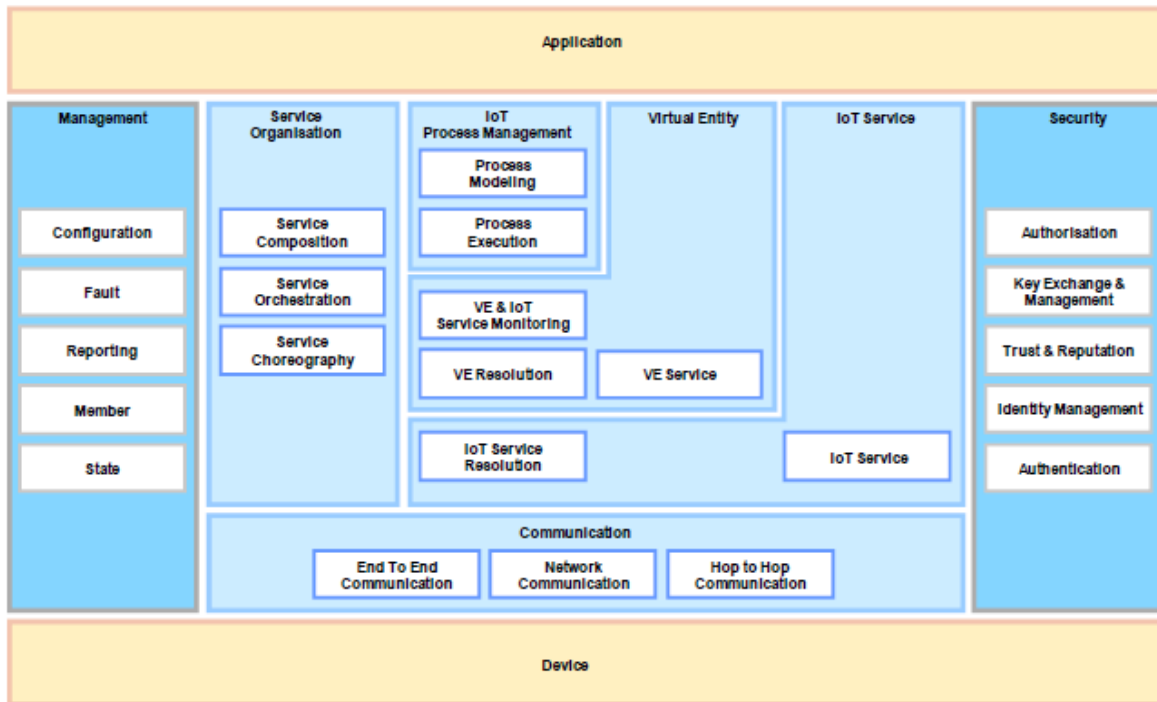 Application
Management
Service
Organisation
IoT
Process Management
Virtual Entity
IoT Service
Security
Configuration
Fault
Reporting
Member
State
Service
Composition
Service
Orchestration
Service
Choreography
Process
Modeling
Process
Execution
VE & IoT
Service Monitoring
VE Resolution
VE Service
IoT Service
Resolution
IoT Service
Authorisation
Key Exchange &
Management
Trust & Reputation
Identity Management
Authentication
Communication
End To End
Communication
Network
Communication
Hop to Hop
Communication
Device